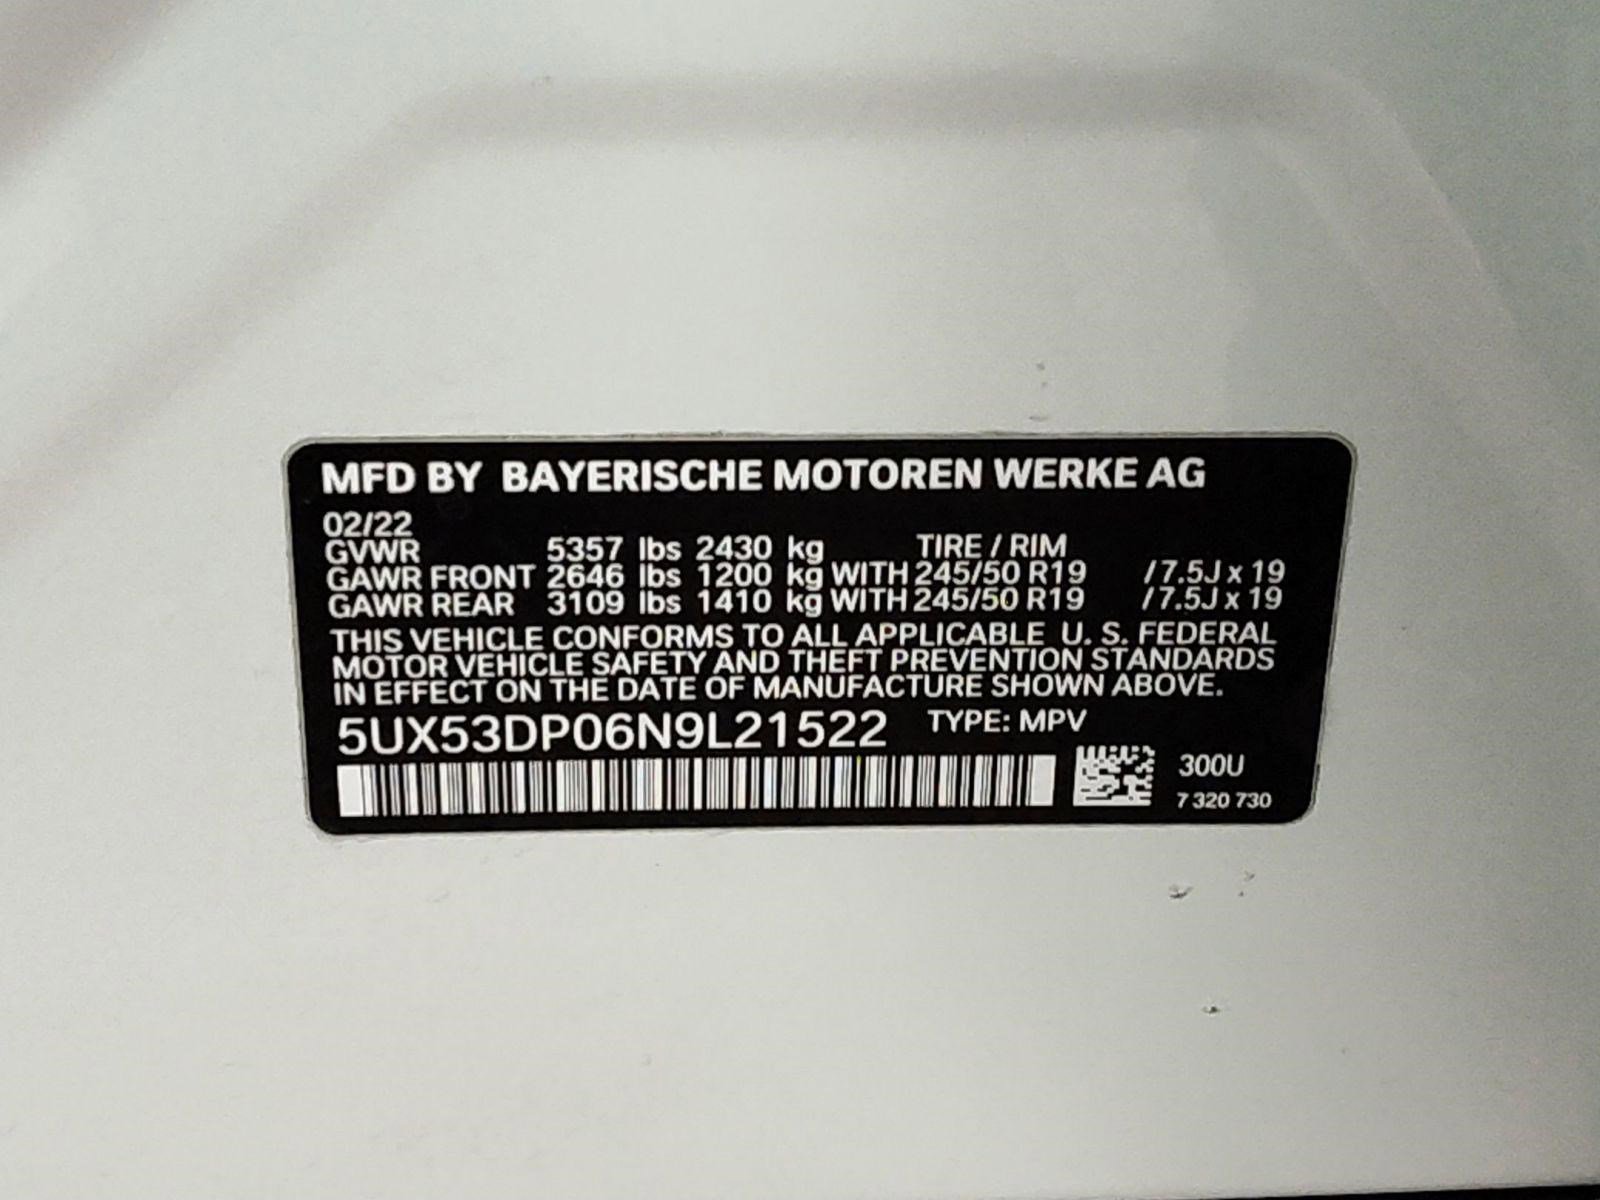 MFD BY BAYERISCHE MOTOREN WERKE AG
02/22
GVWR 5357 lbs 2430 kg TIRE / RIM
GAWR FRONT 2646 lbs 1200 kg WITH 245/50 R19 / 7.5J x 19
GAWR REAR 3109 lbs 1410 kg WITH 245/50 R19 / 7.5J x 19
THIS VEHICLE CONFORMS TO ALL APPLICABLE U. S. FEDERAL
MOTOR VEHICLE SAFETY AND THEFT PREVENTION STANDARDS
IN EFFECT ON THE DATE OF MANUFACTURE SHOWN ABOVE.
5UX53DP06N9L21522 TYPE: MPV
300U
7 320 730